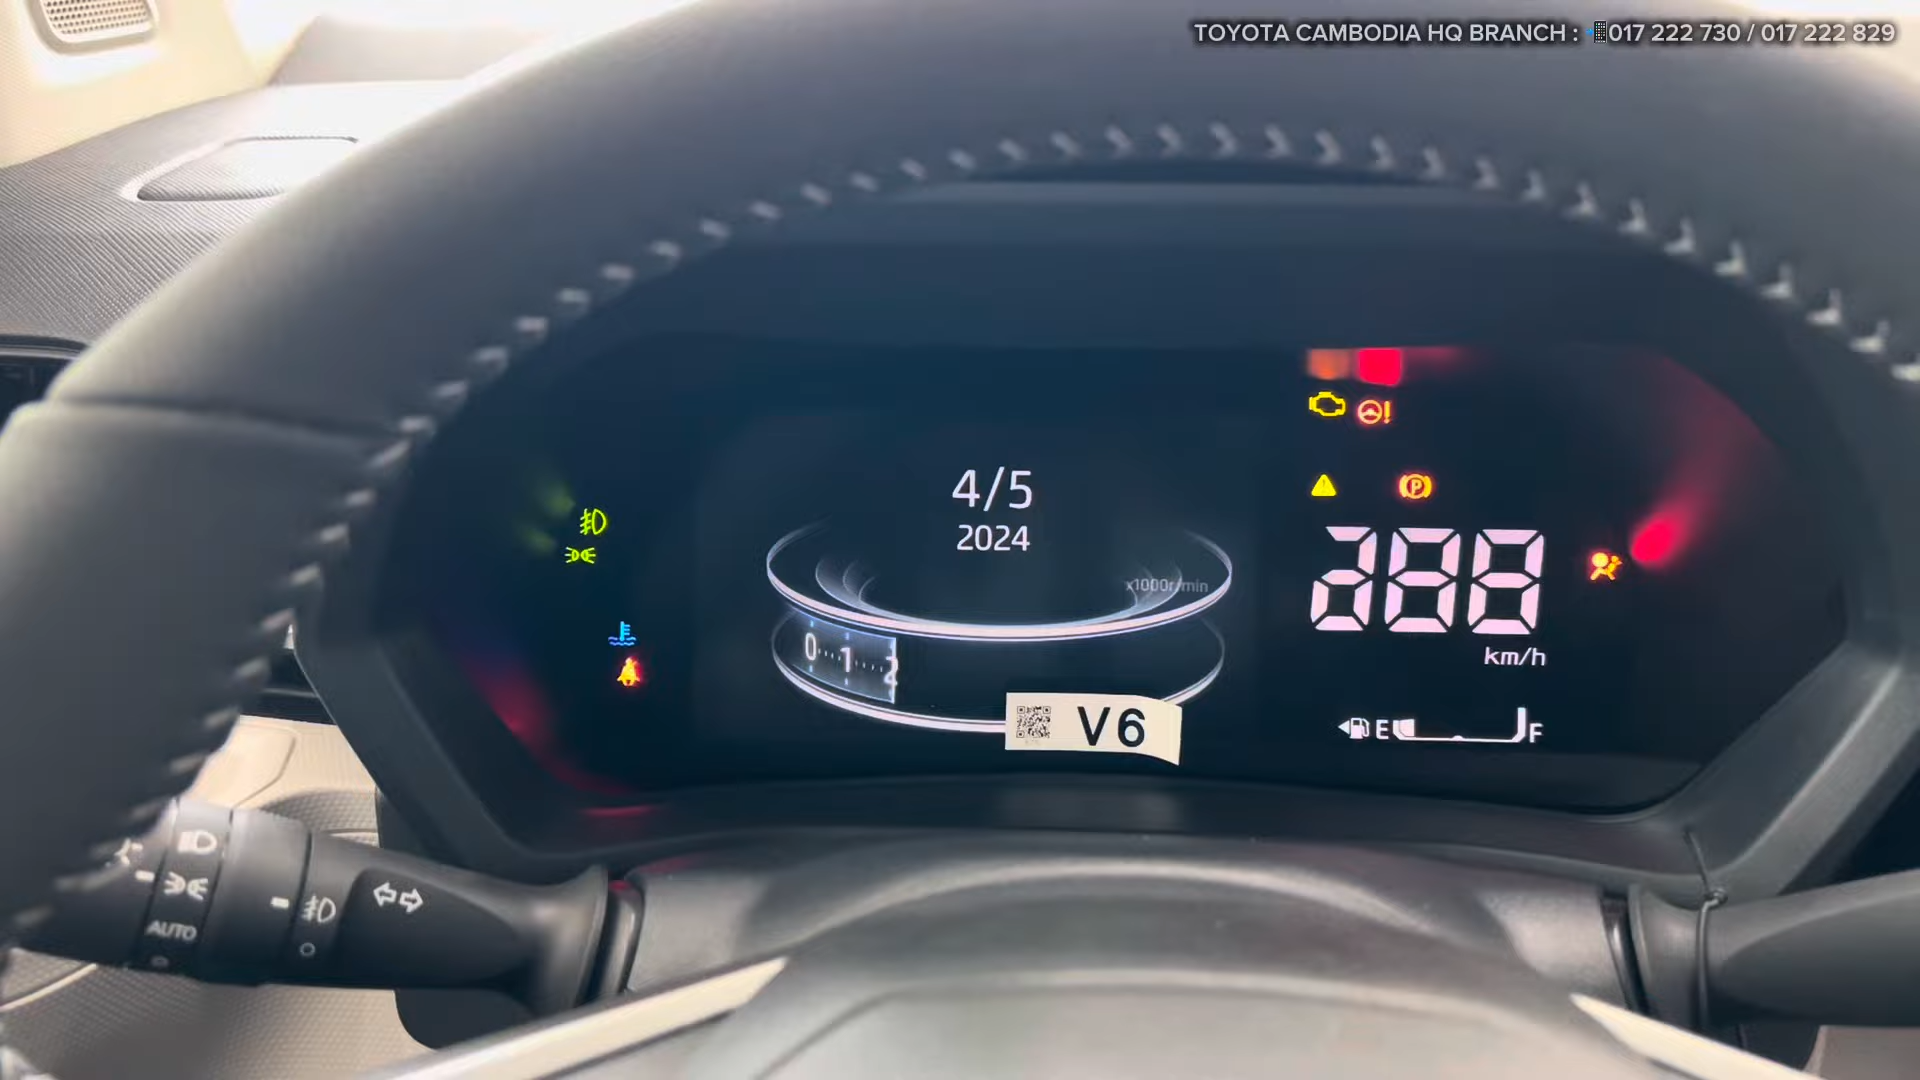 TOYOTA CAMBODIA HQ BRANCH : 📲017 222 730 / 017 222 829
4/5
2024
x1000r/min
0 1 2
V6
km/h
E F
AUTO